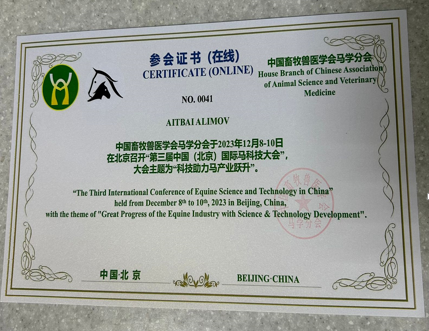 参会证书（在线）
CERTIFICATE (ONLINE)
中国畜牧兽医学会马学分会
House Branch of Chinese Association
of Animal Science and Veterinary
Medicine
NO. 0041
AITBAI ALIMOV
中国畜牧兽医学会马学分会于2023年12月8-10日
在北京召开“第三届中国（北京）国际马科技大会”，
大会主题为“科技助力马产业跃升”。
“The Third International Conference of Equine Science and Technology in China”
held from December 8th to 10th, 2023 in Beijing, China,
with the theme of "Great Progress of the Equine Industry with Science & Technology Development".
中国·北京
BEIJING·CHINA